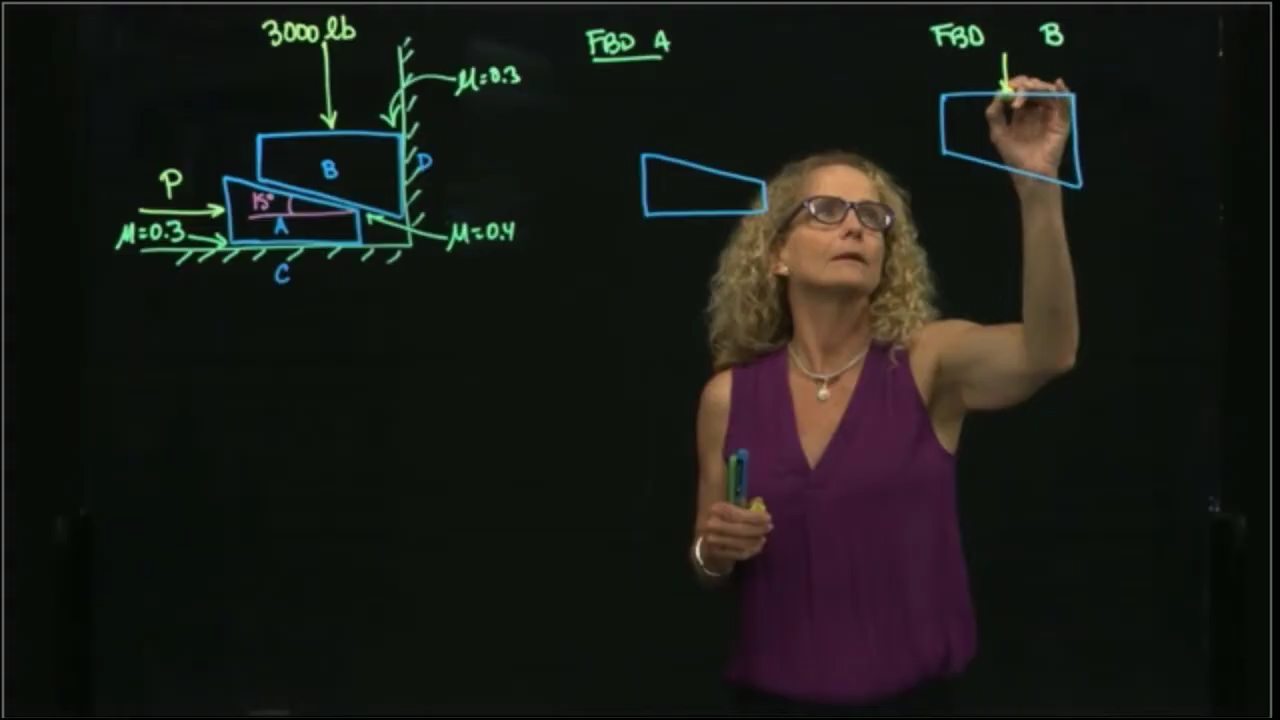 3000 lb
μ=0.3
B
D
P
15°
A
μ=0.3
μ=0.4
C
FBD A
FBD B